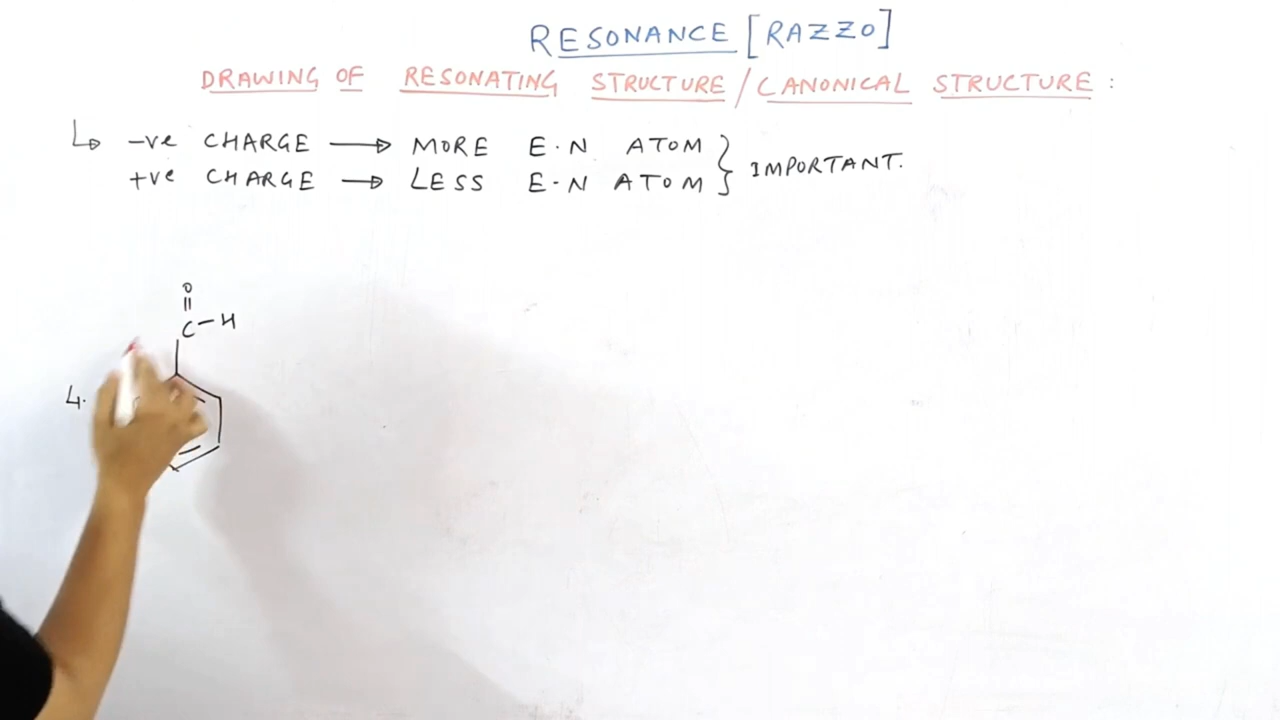 RESONANCE [RAZZO]
DRAWING OF RESONATING STRUCTURE / CANONICAL STRUCTURE :
↳ -ve CHARGE → MORE E.N ATOM } IMPORTANT.
+ve CHARGE → LESS E-N ATOM
O
C-H
4.